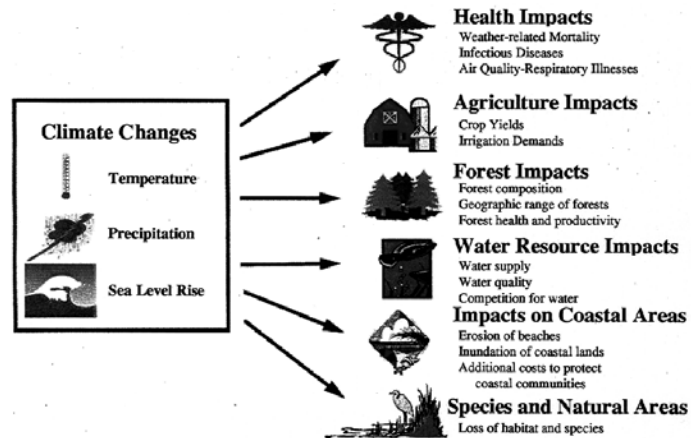 Climate Changes
Temperature
Precipitation
Sea Level Rise
Health Impacts
Weather-related Mortality
Infectious Diseases
Air Quality-Respiratory Illnesses
Agriculture Impacts
Crop Yields
Irrigation Demands
Forest Impacts
Forest composition
Geographic range of forests
Forest health and productivity
Water Resource Impacts
Water supply
Water quality
Competition for water
Impacts on Coastal Areas
Erosion of beaches
Inundation of coastal lands
Additional costs to protect
coastal communities
Species and Natural Areas
Loss of habitat and species